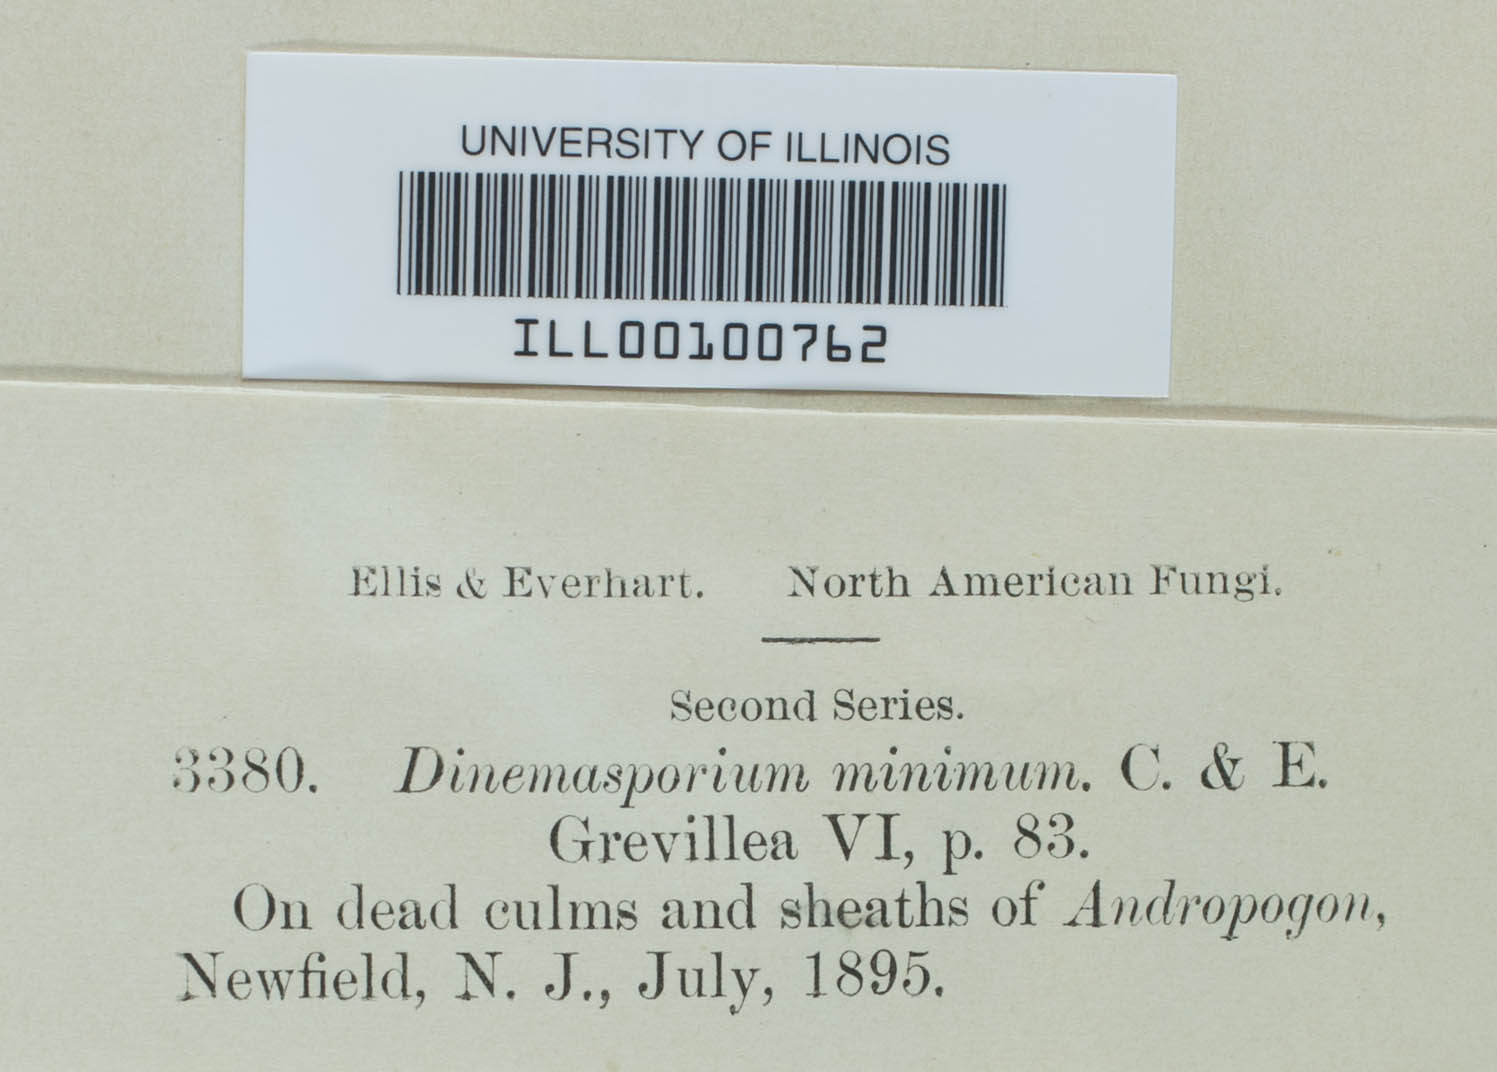 UNIVERSITY OF ILLINOIS
ILL00100762
Ellis & Everhart. North American Fungi.
Second Series.
3380. Dinemasporium minimum. C. & E.
Grevillea VI, p. 83.
On dead culms and sheaths of Andropogon,
Newfield, N. J., July, 1895.